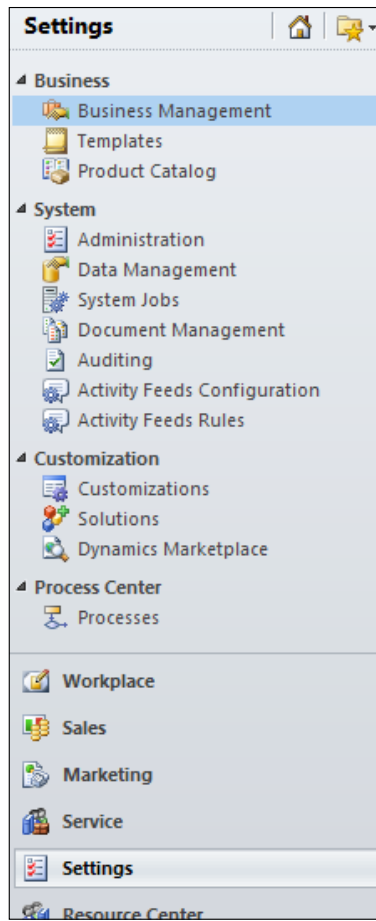 Settings
Business
Business Management
Templates
Product Catalog
System
Administration
Data Management
System Jobs
Document Management
Auditing
Activity Feeds Configuration
Activity Feeds Rules
Customization
Customizations
Solutions
Dynamics Marketplace
Process Center
Processes
Workplace
Sales
Marketing
Service
Settings
Resource Center